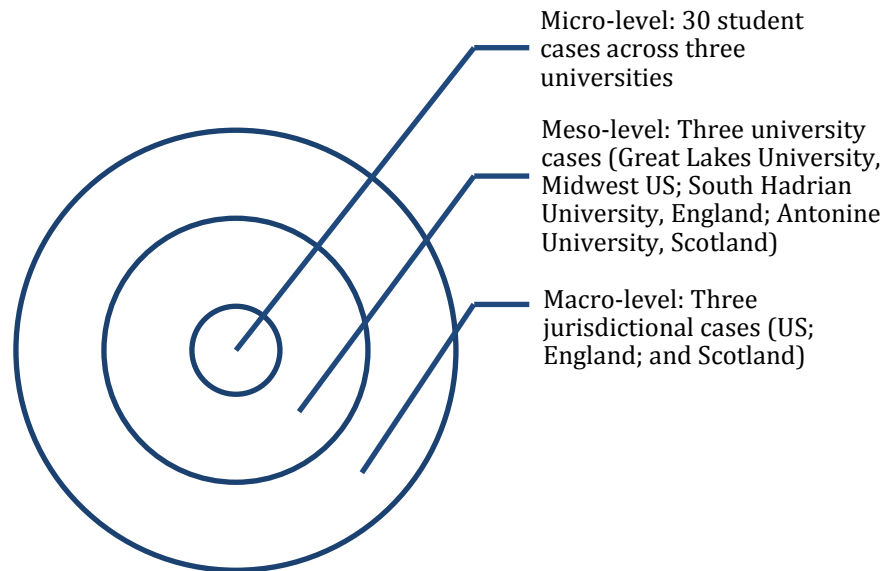 Micro-level: 30 student
cases across three
universities
Meso-level: Three university
cases (Great Lakes University,
Midwest US; South Hadrian
University, England; Antonine
University, Scotland)
Macro-level: Three
jurisdictional cases (US;
England; and Scotland)